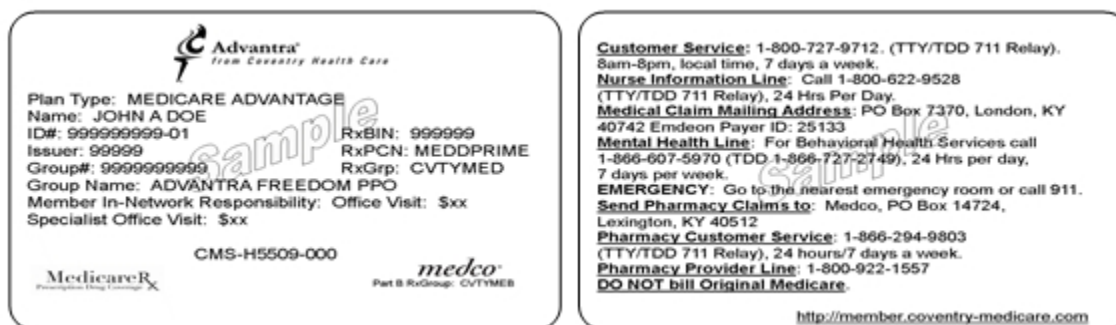 Advantra®
from Coventry Health Care
Plan Type: MEDICARE ADVANTAGE
Name: JOHN A DOE
ID#: 999999999-01
RxBIN: 999999
Issuer: 99999
RxPCN: MEDDPRIME
Group#: 9999999999
RxGrp: CVTYMED
Group Name: ADVANTRA FREEDOM PPO
Member In-Network Responsibility: Office Visit: $xx
Specialist Office Visit: $xx
Sample
CMS-H5509-000
MedicareRx
Prescription Drug Coverage
medco®
Part B RxGroup: CVTYMEB
Customer Service: 1-800-727-9712. (TTY/TDD 711 Relay).
8am-8pm, local time, 7 days a week.
Nurse Information Line: Call 1-800-622-9528
(TTY/TDD 711 Relay), 24 Hrs Per Day.
Medical Claim Mailing Address: PO Box 7370, London, KY
40742 Emdeon Payer ID: 25133
Mental Health Line: For Behavioral Health Services call
1-866-607-5970 (TDD 1-866-727-2749), 24 Hrs per day,
7 days per week.
EMERGENCY: Go to the nearest emergency room or call 911.
Send Pharmacy Claims to: Medco, PO Box 14724,
Lexington, KY 40512
Pharmacy Customer Service: 1-866-294-9803
(TTY/TDD 711 Relay), 24 hours/7 days a week.
Pharmacy Provider Line: 1-800-922-1557
DO NOT bill Original Medicare.
Sample
http://member.coventry-medicare.com